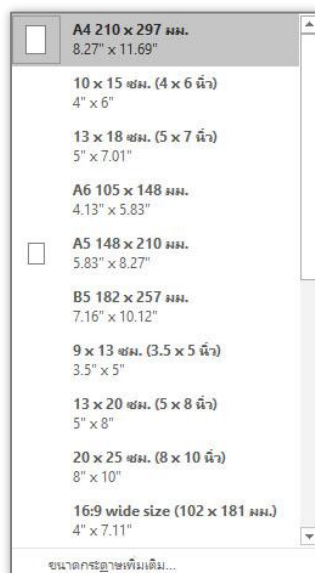 A4 210 x 297 มม.
8.27" x 11.69"
10 x 15 ซม. (4 x 6 นิ้ว)
4" x 6"
13 x 18 ซม. (5 x 7 นิ้ว)
5" x 7.01"
A6 105 x 148 มม.
4.13" x 5.83"
A5 148 x 210 มม.
5.83" x 8.27"
B5 182 x 257 มม.
7.16" x 10.12"
9 x 13 ซม. (3.5 x 5 นิ้ว)
3.5" x 5"
13 x 20 ซม. (5 x 8 นิ้ว)
5" x 8"
20 x 25 ซม. (8 x 10 นิ้ว)
8" x 10"
16:9 wide size (102 x 181 มม.)
4" x 7.11"
ขนาดกระดาษเพิ่มเติม...